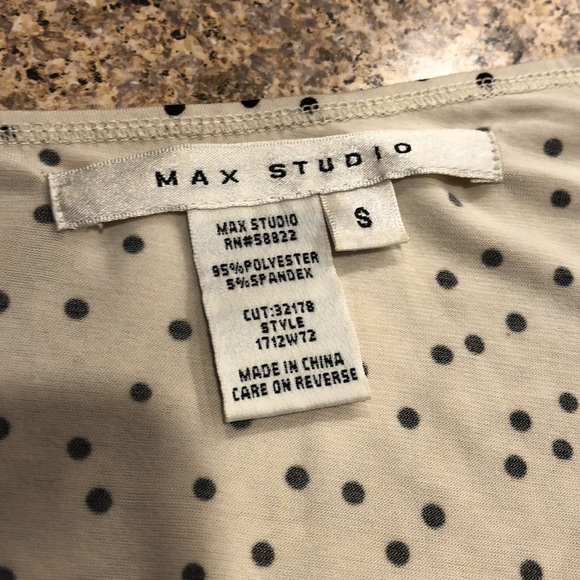 MAX STUDIO
S
MAX STUDIO
RN#58822
95%POLYESTER
5%SPANDEX
CUT:32178
STYLE
1712W72
MADE IN CHINA
CARE ON REVERSE